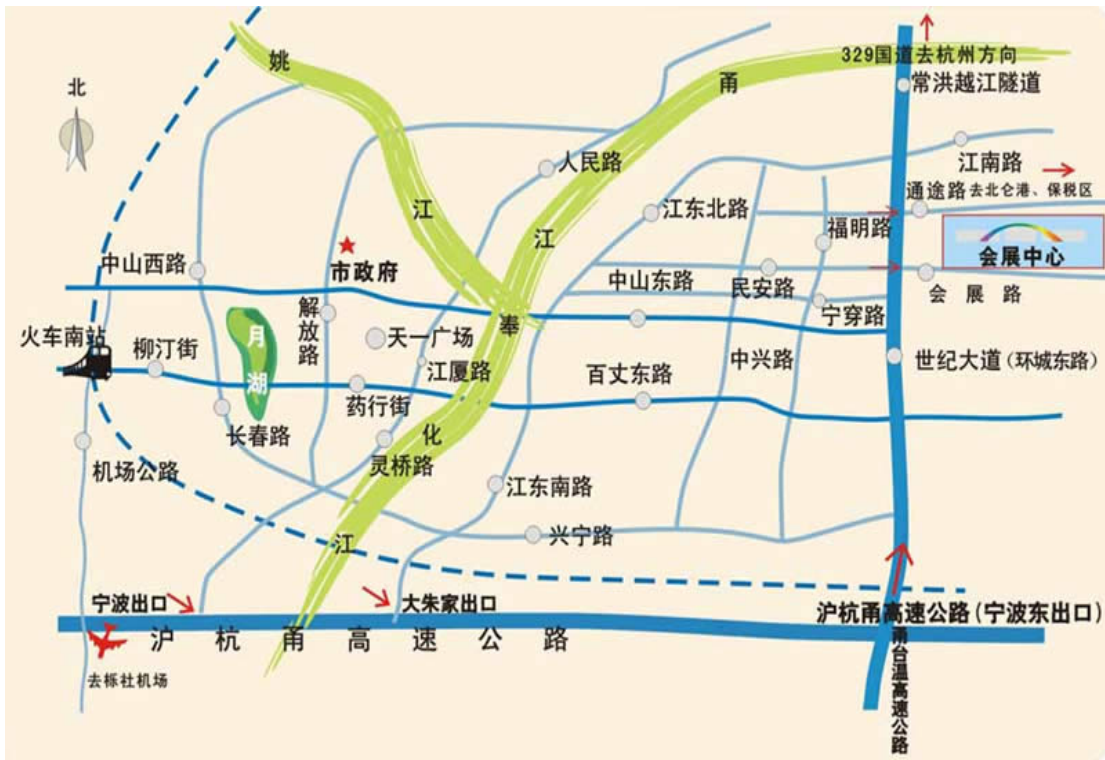 姚
甬
329国道去杭州方向
常洪越江隧道
北
人民路
江南路
通途路
去北仑港、保税区
江
江东北路
江
福明路
会展中心
中山西路
市政府
中山东路
民安路
会展路
解放路
奉
宁穿路
火车南站
柳汀街
月湖
天一广场
江厦路
百丈东路
中兴路
世纪大道(环城东路)
药行街
长春路
化
灵桥路
机场公路
江东南路
江
兴宁路
宁波出口
大朱家出口
沪杭甬高速公路(宁波东出口)
沪杭甬高速公路
去栎社机场
甬台温高速公路